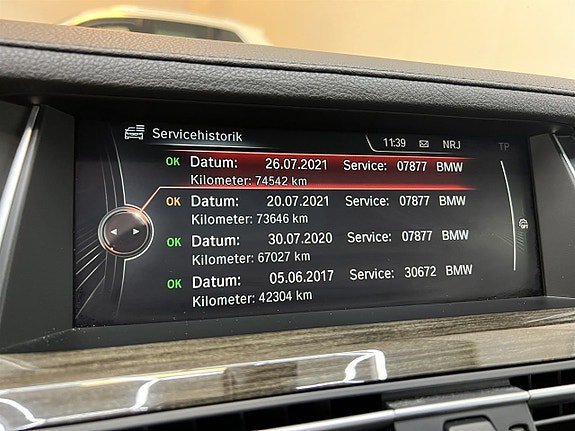 Servicehistorik 11:39 NRJ TP
OK Datum: 26.07.2021 Service: 07877 BMW
Kilometer: 74542 km
OK Datum: 20.07.2021 Service: 07877 BMW
Kilometer: 73646 km
OK Datum: 30.07.2020 Service: 07877 BMW
Kilometer: 67027 km
OK Datum: 05.06.2017 Service: 30672 BMW
Kilometer: 42304 km